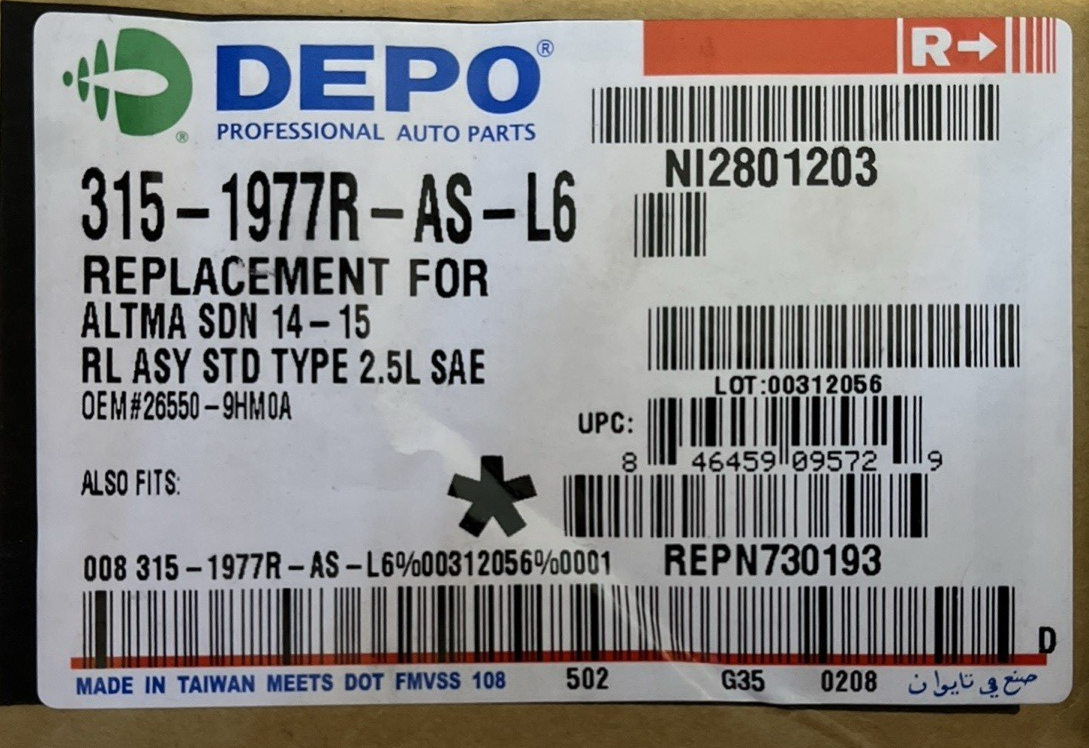 DEPO®
PROFESSIONAL AUTO PARTS
®
R→
NI2801203
315-1977R-AS-L6
REPLACEMENT FOR
ALTMA SDN 14-15
RL ASY STD TYPE 2.5L SAE
OEM#26550-9HM0A
LOT:00312056
UPC:
8 46459 09572 9
ALSO FITS:
*
REPN730193
008 315-1977R-AS-L6%00312056%0001
D
MADE IN TAIWAN MEETS DOT FMVSS 108 502 G35 0208 صنع في تايوان